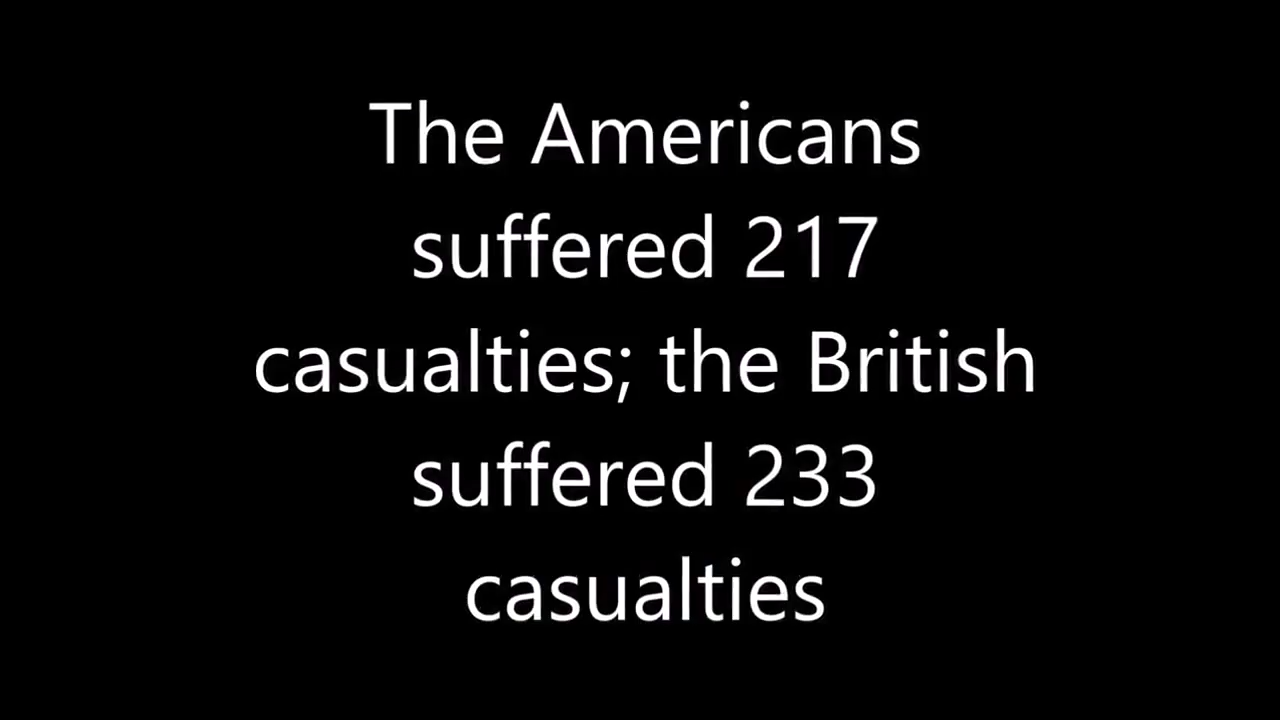 The Americans
suffered 217
casualties; the British
suffered 233
casualties